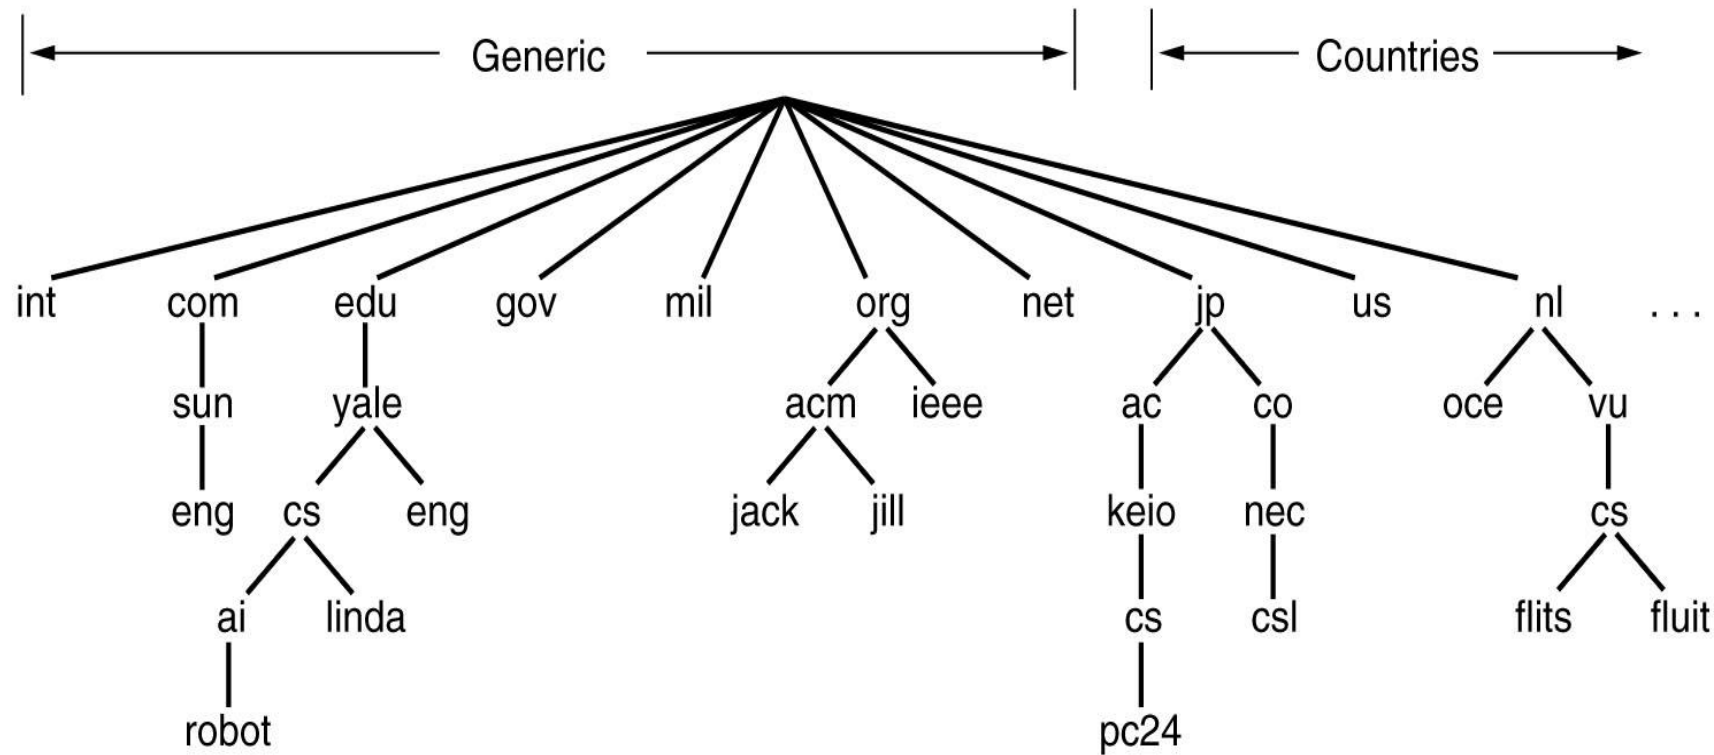 Generic Countries
int com edu gov mil org net jp us nl ...
sun yale acm ieee ac co oce vu
eng cs eng jack jill keio nec cs
ai linda cs csl flits fluit
robot pc24